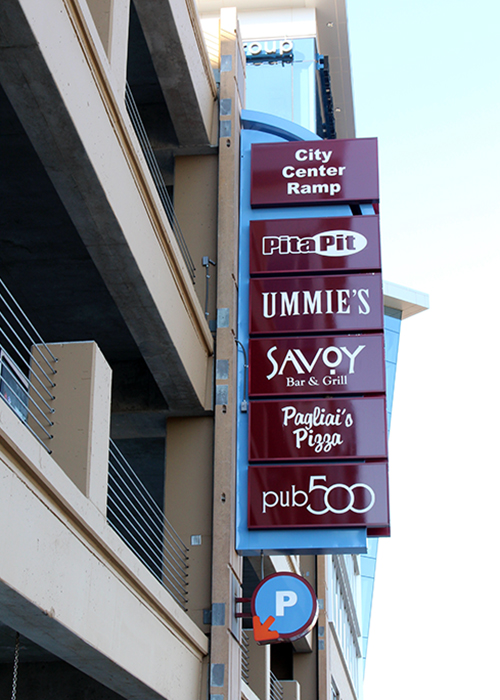 City
Center
Ramp
PitaPit
UMMIE'S
SAVOY
Bar & Grill
Pagliai's
Pizza
pub500
P